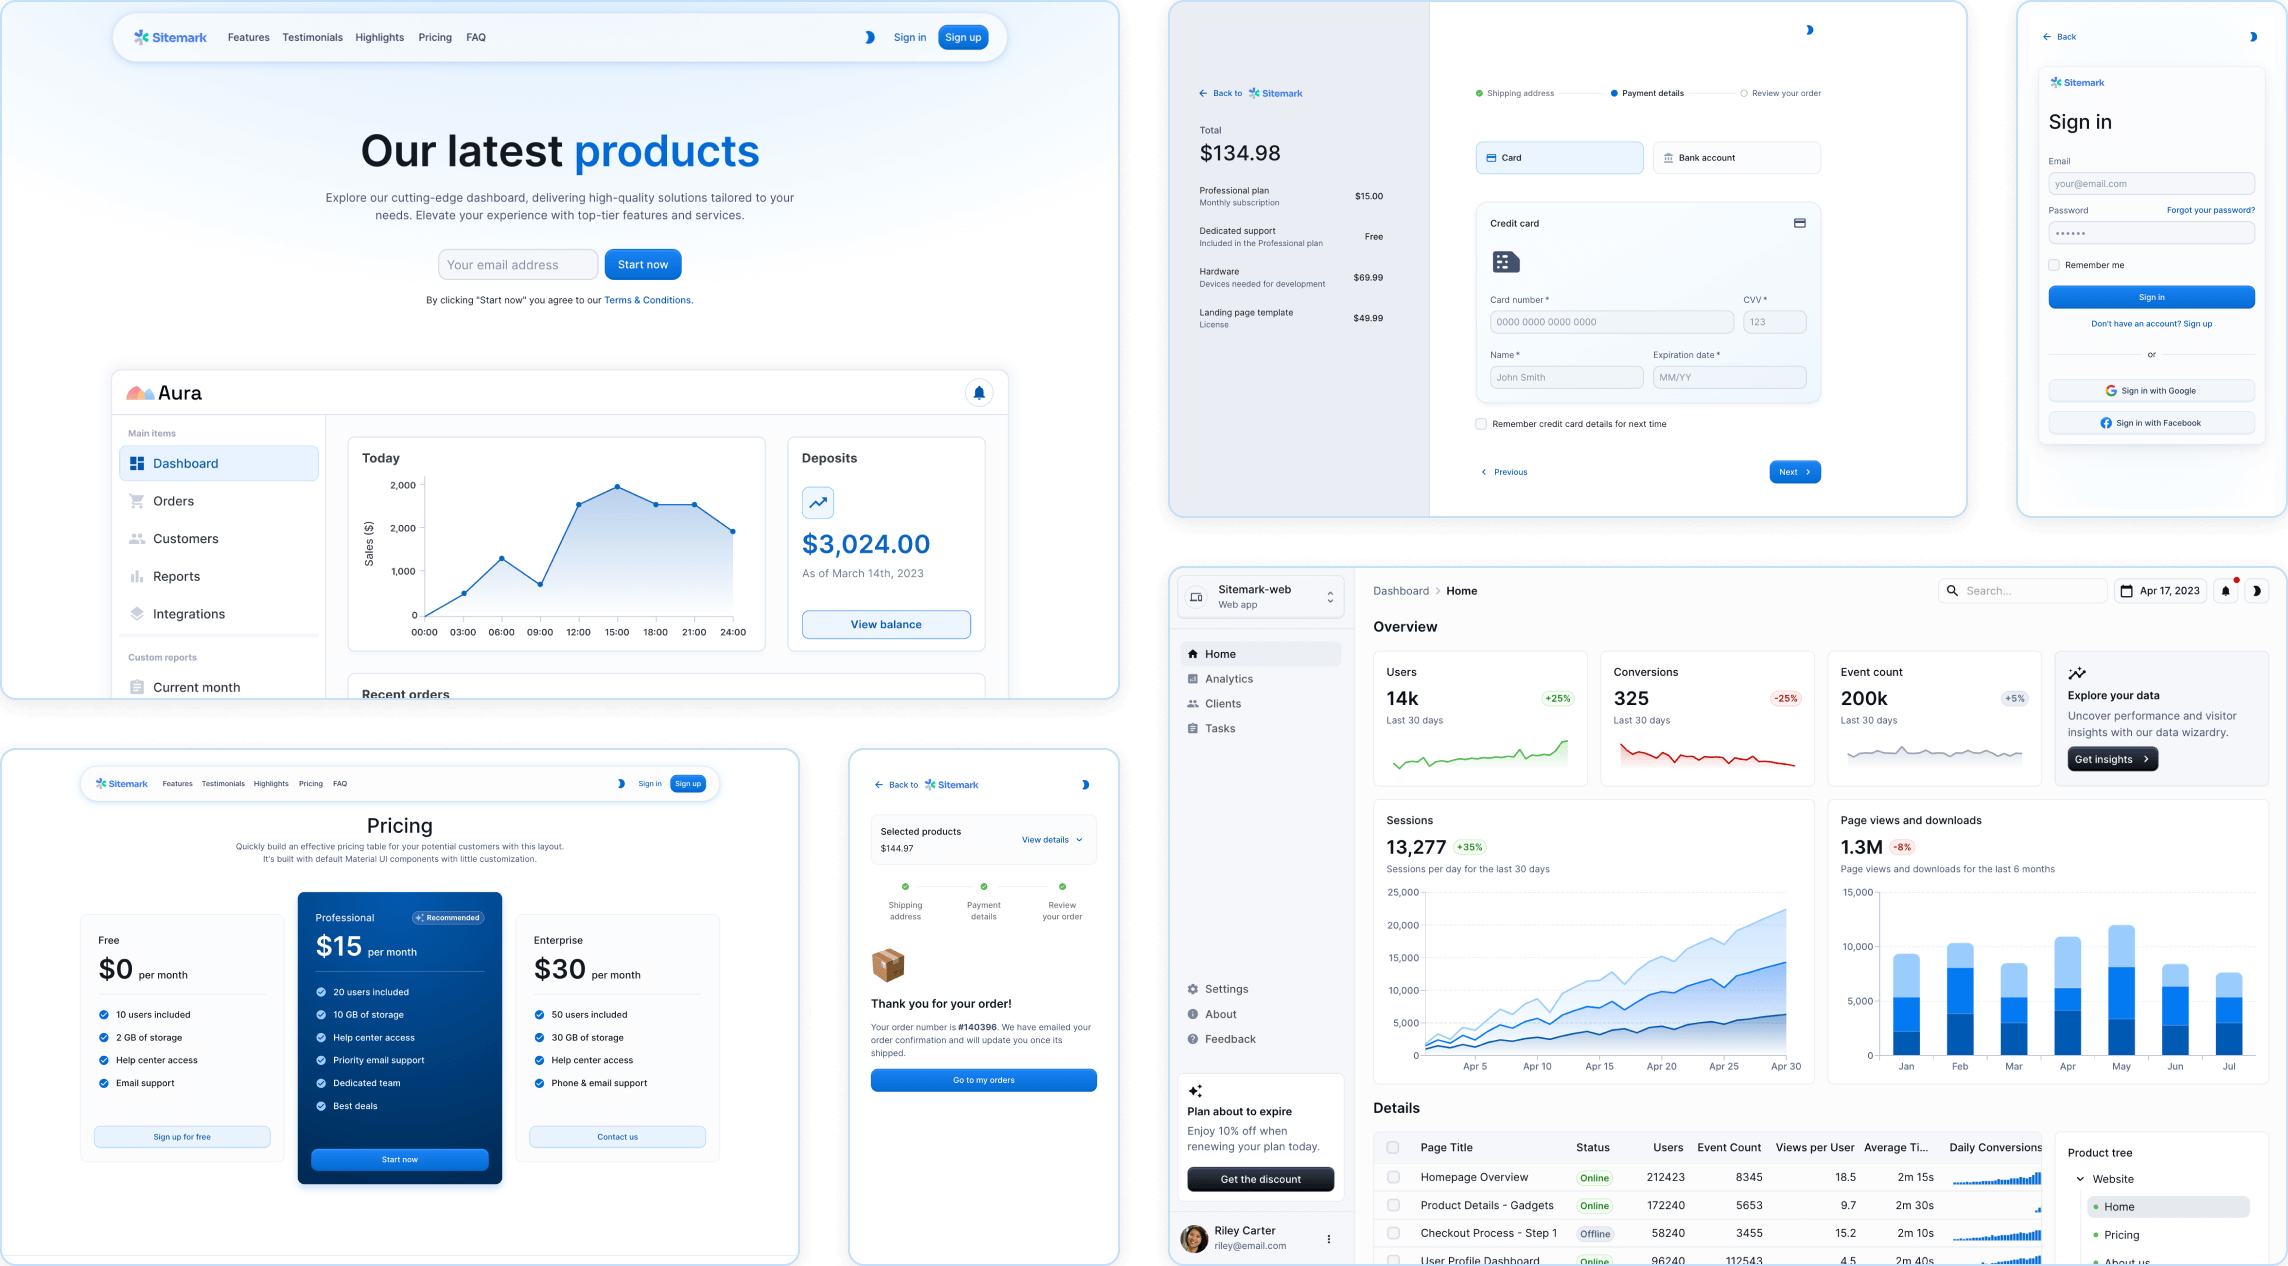 Sitemark
Features
Testimonials
Highlights
Pricing
FAQ
Sign in
Sign up
Our latest products
Explore our cutting-edge dashboard, delivering high-quality solutions tailored to your
needs. Elevate your experience with top-tier features and services.
Your email address
Start now
By clicking "Start now" you agree to our Terms & Conditions.
Aura
Main items
Dashboard
Orders
Customers
Reports
Integrations
Custom reports
Current month
Today
Sales ($)
2,000
2,000
1,000
0
00:00 03:00 06:00 09:00 12:00 15:00 18:00 21:00 24:00
Deposits
$3,024.00
As of March 14th, 2023
View balance
Recent orders
Back to Sitemark
Total
$134.98
Professional plan
Monthly subscription
$15.00
Dedicated support
Included in the Professional plan
Free
Hardware
Devices needed for development
$69.99
Landing page template
License
$49.99
Shipping address
Payment details
Review your order
Card
Bank account
Credit card
Card number *
CVV *
0000 0000 0000 0000
123
Name *
Expiration date *
John Smith
MM/YY
Remember credit card details for next time
Previous
Next
Back
Sitemark
Sign in
Email
your@email.com
Password
Forgot your password?
••••••
Remember me
Sign in
Don't have an account? Sign up
or
Sign in with Google
Sign in with Facebook
Sitemark
Features
Testimonials
Highlights
Pricing
FAQ
Sign in
Sign up
Pricing
Quickly build an effective pricing table for your potential customers with this layout.
It's built with default Material UI components with little customization.
Free
$0 per month
10 users included
2 GB of storage
Help center access
Email support
Sign up for free
Professional
Recommended
$15 per month
20 users included
10 GB of storage
Help center access
Priority email support
Dedicated team
Best deals
Start now
Enterprise
$30 per month
50 users included
30 GB of storage
Help center access
Phone & email support
Contact us
Back to Sitemark
Selected products
$144.97
View details
Shipping
address
Payment
details
Review
your order
Thank you for your order!
Your order number is #140396. We have emailed your
order confirmation and will update you once its
shipped.
Go to my orders
Sitemark-web
Web app
Home
Analytics
Clients
Tasks
Settings
About
Feedback
Plan about to expire
Enjoy 10% off when
renewing your plan today.
Get the discount
Riley Carter
riley@email.com
Dashboard > Home
Search...
Apr 17, 2023
Overview
Users
14k
+25%
Last 30 days
Conversions
325
-25%
Last 30 days
Event count
200k
+5%
Last 30 days
Explore your data
Uncover performance and visitor
insights with our data wizardry.
Get insights
Sessions
13,277 +35%
Sessions per day for the last 30 days
25,000
20,000
15,000
10,000
5,000
0
Apr 5 Apr 10 Apr 15 Apr 20 Apr 25 Apr 30
Page views and downloads
1.3M -8%
Page views and downloads for the last 6 months
15,000
10,000
5,000
0
Jan Feb Mar Apr May Jun Jul
Details
Page Title Status Users Event Count Views per User Average Ti... Daily Conversions
Homepage Overview Online 212423 8345 18.5 2m 15s
Product Details - Gadgets Online 172240 5653 9.7 2m 30s
Checkout Process - Step 1 Offline 58240 3455 15.2 2m 10s
User Profile Dashboard Online 96240 112543 4.5 2m 40s
Product tree
Website
Home
Pricing
About us